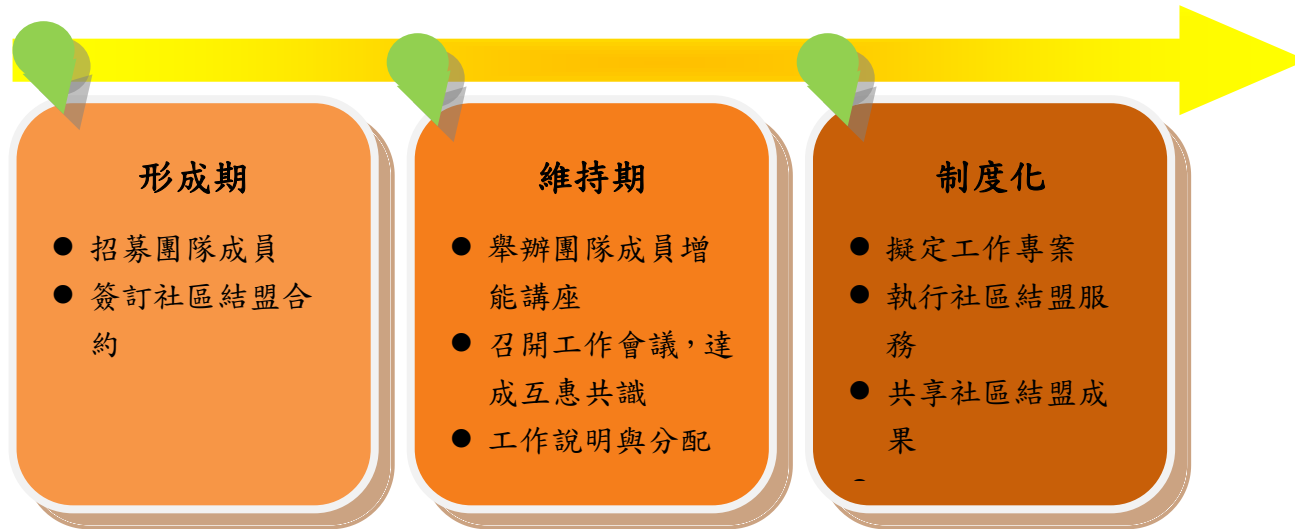 形成期
● 招募團隊成員
● 簽訂社區結盟合
約
維持期
● 舉辦團隊成員增
能講座
● 召開工作會議，達
成互惠共識
● 工作說明與分配
制度化
● 擬定工作專案
● 執行社區結盟服
務
● 共享社區結盟成
果